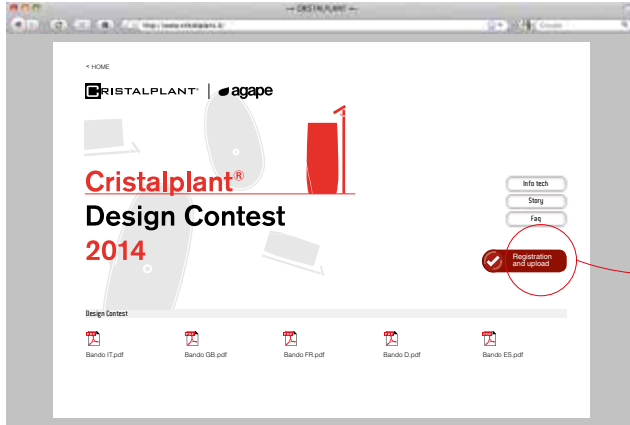 — CRISTALPLANT —
< HOME
CRISTALPLANT® | agape
Cristalplant®
Design Contest
2014
Info tech
Story
Faq
Registration
and upload
Design Contest
Bando IT.pdf
Bando GB.pdf
Bando FR.pdf
Bando D.pdf
Bando ES.pdf